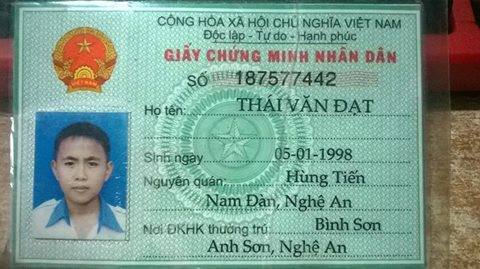 CỘNG HÒA XÃ HỘI CHỦ NGHĨA VIỆT NAM
Độc lập - Tự do - Hạnh phúc
GIẤY CHỨNG MINH NHÂN DÂN
SỐ 187577442
Họ tên: THÁI VĂN ĐẠT
Sinh ngày 05-01-1998
Nguyên quán: Hùng Tiến
Nam Đàn, Nghệ An
Nơi ĐKHK thường trú: Bình Sơn
Anh Sơn, Nghệ An